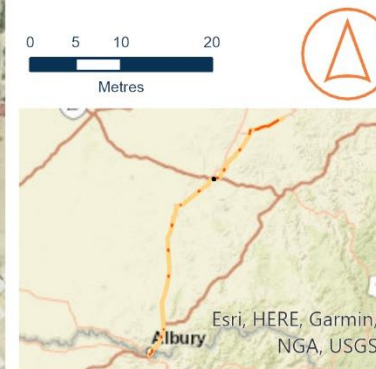 0 5 10 20
Metres
Albury
Esri, HERE, Garmin,
NGA, USGS